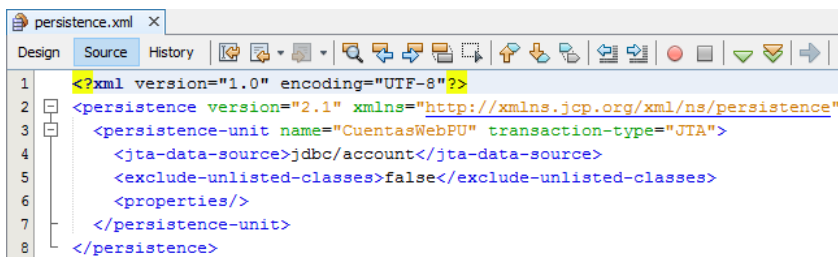 persistence.xml
Design Source History
1 <?xml version="1.0" encoding="UTF-8"?>
2 <persistence version="2.1" xmlns="http://xmlns.jcp.org/xml/ns/persistence"
3 <persistence-unit name="CuentasWebPU" transaction-type="JTA">
4 <jta-data-source>jdbc/account</jta-data-source>
5 <exclude-unlisted-classes>false</exclude-unlisted-classes>
6 <properties/>
7 </persistence-unit>
8 </persistence>